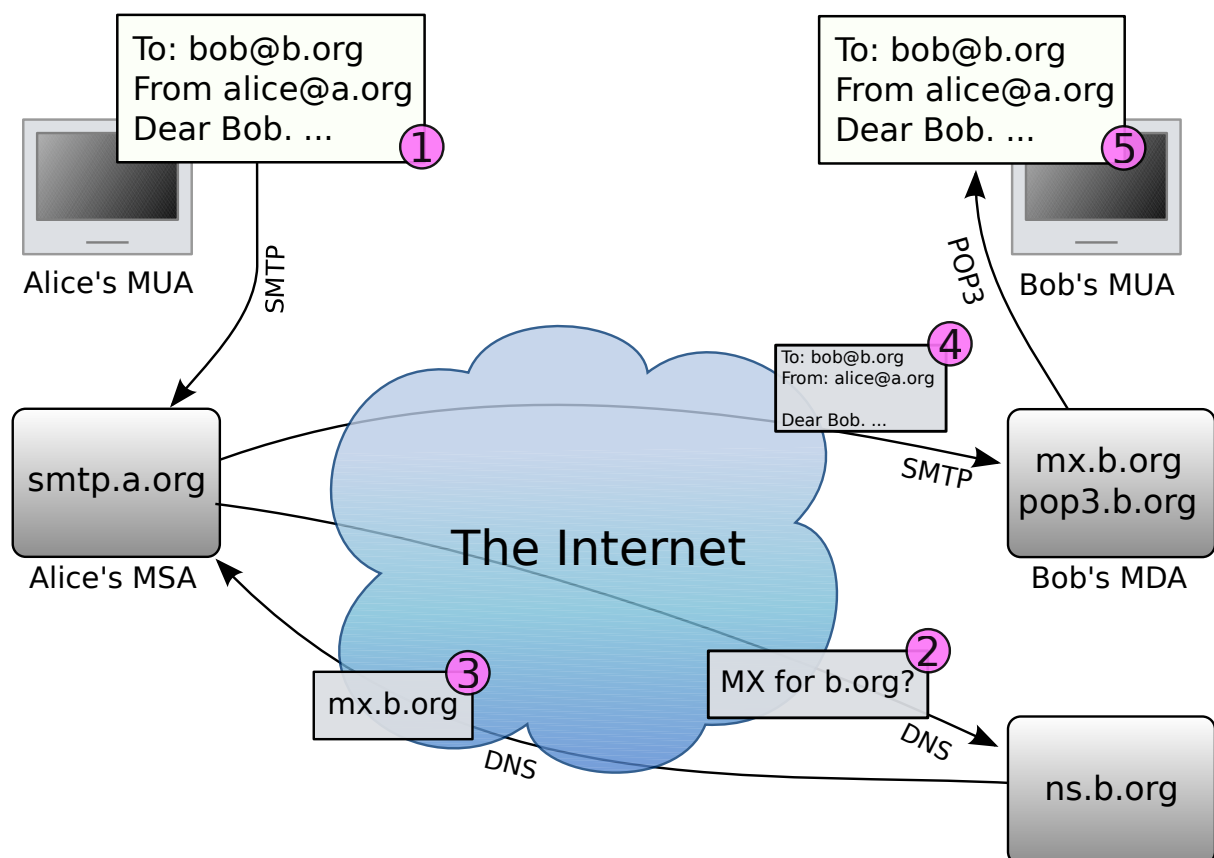 To: bob@b.org
From alice@a.org
Dear Bob. ...
1
Alice's MUA
SMTP
To: bob@b.org
From alice@a.org
Dear Bob. ...
5
Bob's MUA
POP3
4
To: bob@b.org
From: alice@a.org
Dear Bob. ...
SMTP
smtp.a.org
Alice's MSA
The Internet
mx.b.org
pop3.b.org
Bob's MDA
2
MX for b.org?
DNS
3
mx.b.org
DNS
ns.b.org